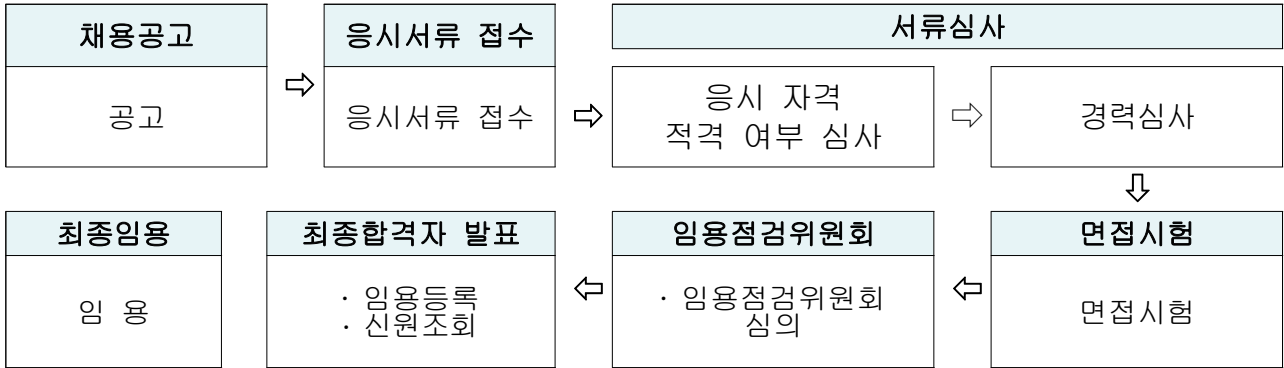 채용공고
공고
⇨
응시서류 접수
응시서류 접수
⇨
서류심사
응시 자격
적격 여부 심사
⇨
경력심사
⇩
면접시험
면접시험
⇦
임용점검위원회
· 임용점검위원회
심의
⇦
최종합격자 발표
· 임용등록
· 신원조회
최종임용
임 용